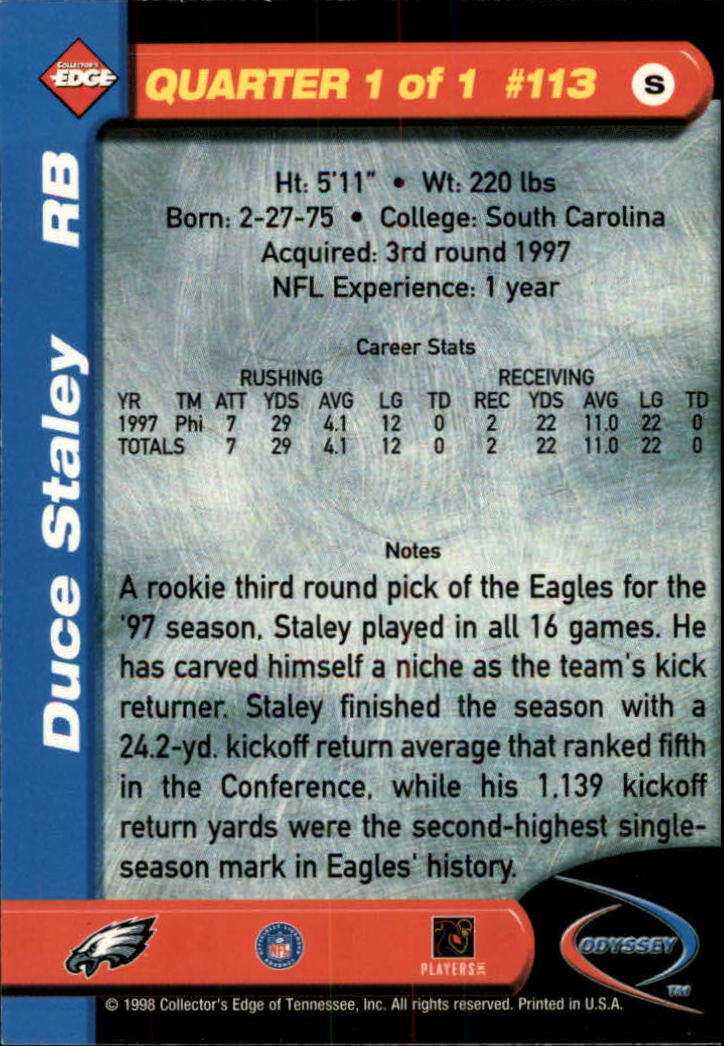 COLLECTOR'S
EDGE
QUARTER 1 of 1 #113
S
Duce Staley RB
Ht: 5'11" • Wt: 220 lbs
Born: 2-27-75 • College: South Carolina
Acquired: 3rd round 1997
NFL Experience: 1 year
Career Stats
RUSHING RECEIVING
YR TM ATT YDS AVG LG TD REC YDS AVG LG TD
1997 Phi 7 29 4.1 12 0 2 22 11.0 22 0
TOTALS 7 29 4.1 12 0 2 22 11.0 22 0
Notes
A rookie third round pick of the Eagles for the
'97 season, Staley played in all 16 games. He
has carved himself a niche as the team's kick
returner. Staley finished the season with a
24.2-yd. kickoff return average that ranked fifth
in the Conference, while his 1,139 kickoff
return yards were the second-highest single-
season mark in Eagles' history.
NFL
PLAYERS INC
ODYSSEY
TM
© 1998 Collector's Edge of Tennessee, Inc. All rights reserved. Printed in U.S.A.